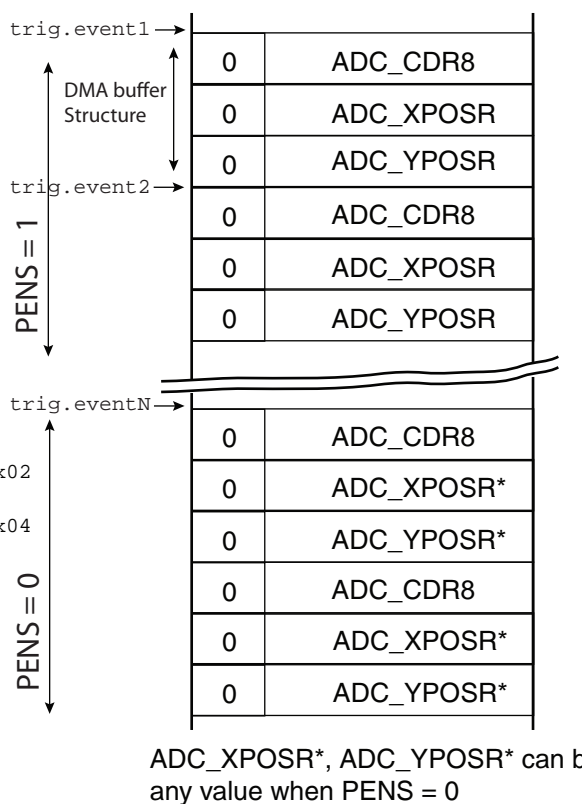 trig.event1
DMA buffer
Structure
0 ADC_CDR8
0 ADC_XPOSR
0 ADC_YPOSR
trig.event2
0 ADC_CDR8
0 ADC_XPOSR
0 ADC_YPOSR
PENS = 1
trig.eventN
0 ADC_CDR8
x02
0 ADC_XPOSR*
x04
0 ADC_YPOSR*
0 ADC_CDR8
0 ADC_XPOSR*
0 ADC_YPOSR*
PENS = 0
ADC_XPOSR*, ADC_YPOSR* can b
any value when PENS = 0